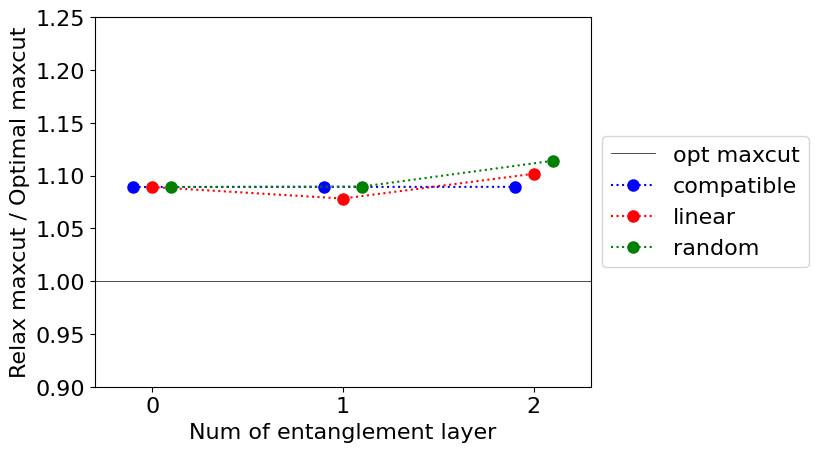 Relax maxcut / Optimal maxcut
1.25
1.20
1.15
1.10
1.05
1.00
0.95
0.90
0
1
2
Num of entanglement layer
opt maxcut
compatible
linear
random